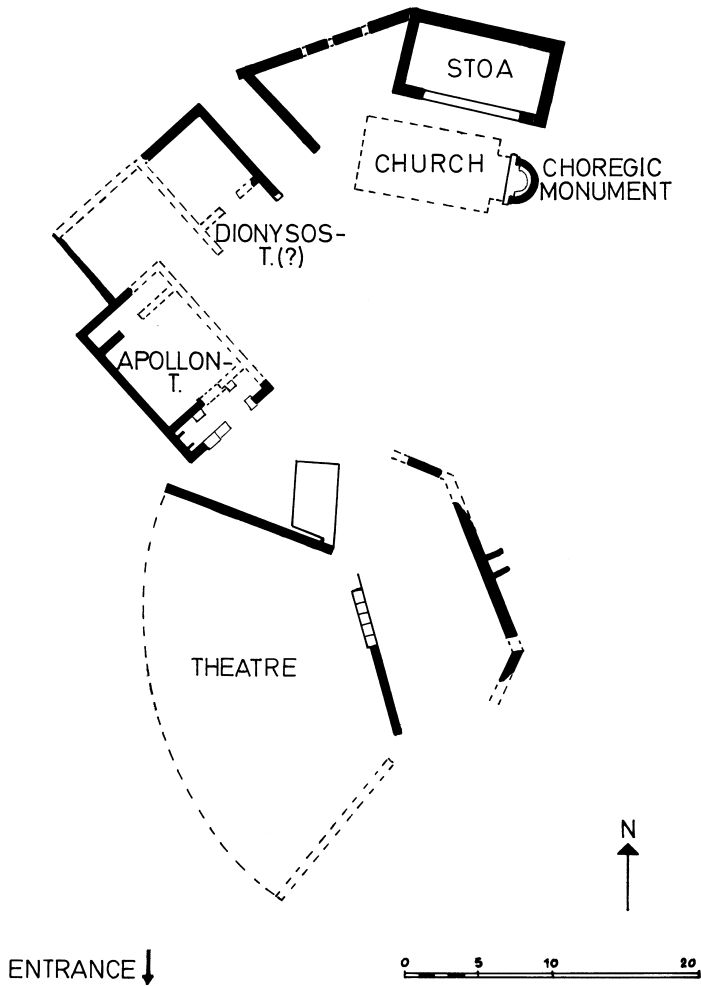 STOA
CHURCH
CHOREGIC
MONUMENT
DIONYSOS-
T.(?)
APOLLON-
T.
THEATRE
N
ENTRANCE
0 5 10 20